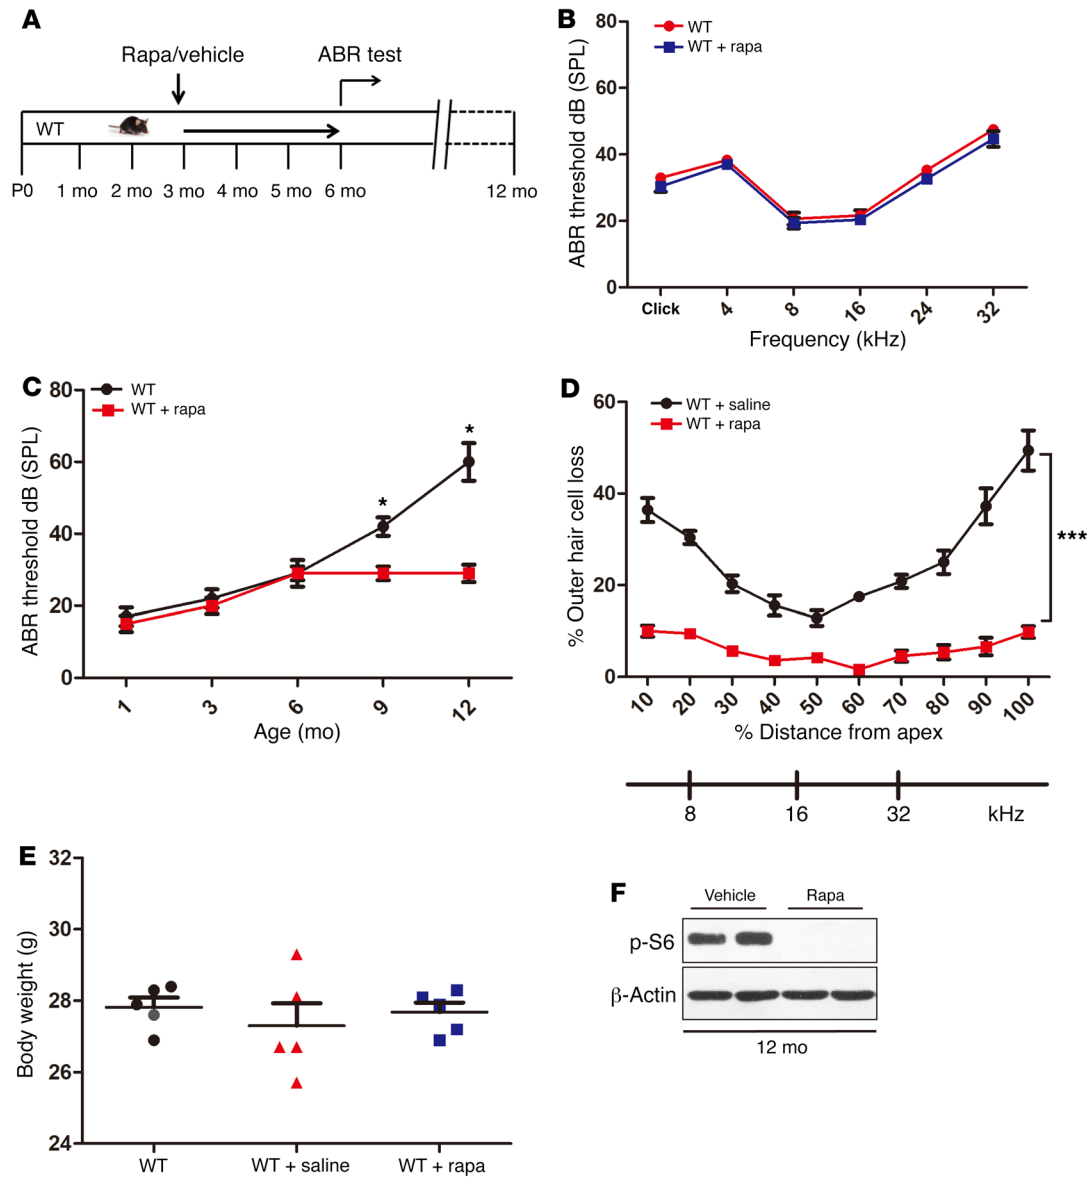 A
Rapa/vehicle
ABR test
WT
P0 1 mo 2 mo 3 mo 4 mo 5 mo 6 mo 12 mo
B
WT
WT + rapa
ABR threshold dB (SPL)
80
60
40
20
0
Click 4 8 16 24 32
Frequency (kHz)
C
WT
WT + rapa
ABR threshold dB (SPL)
80
60
40
20
0
*
*
1 3 6 9 12
Age (mo)
D
WT + saline
WT + rapa
% Outer hair cell loss
60
40
20
0
***
10 20 30 40 50 60 70 80 90 100
% Distance from apex
8 16 32 kHz
E
Body weight (g)
32
30
28
26
24
WT WT + saline WT + rapa
F
Vehicle Rapa
p-S6
β-Actin
12 mo